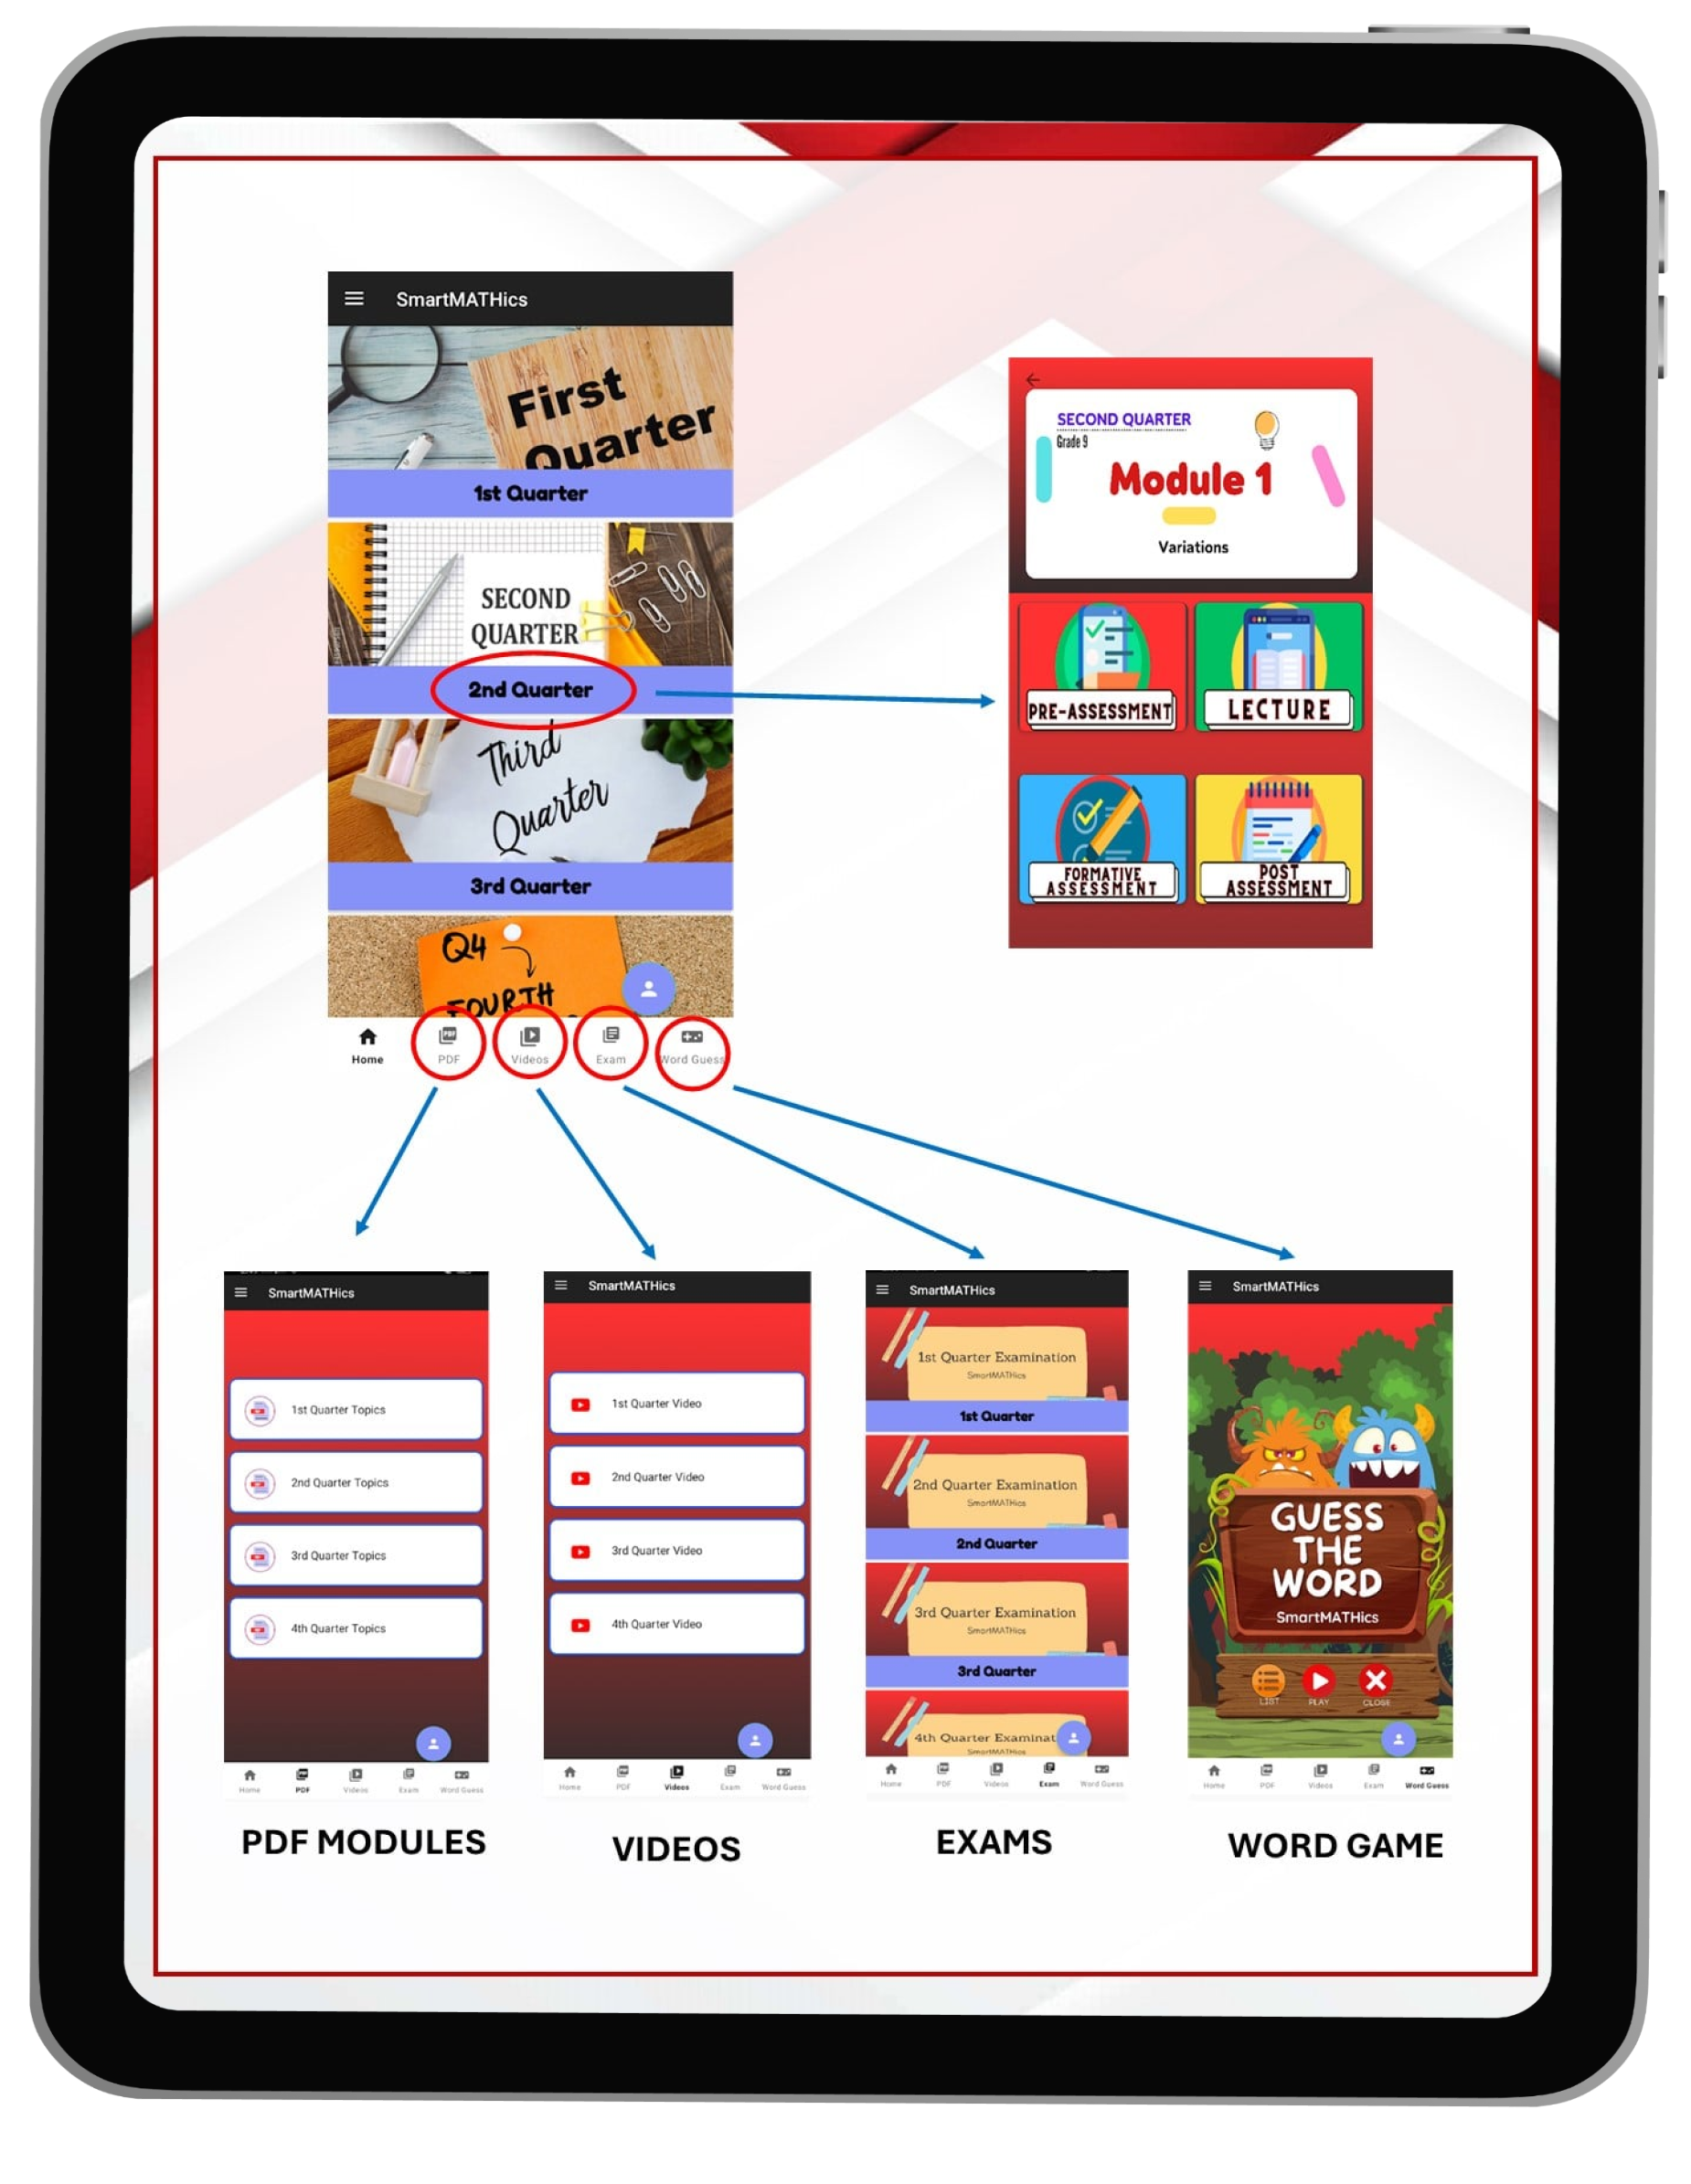 SmartMATHics
First
Quarter
1st Quarter
SECOND
QUARTER
2nd Quarter
Third
Quarter
3rd Quarter
Q4
FOURTH
Home
PDF
Videos
Exam
Word Guess
SECOND QUARTER
Grade 9
Module 1
Variations
PRE-ASSESSMENT
LECTURE
FORMATIVE
ASSESSMENT
POST
ASSESSMENT
SmartMATHics
1st Quarter Topics
2nd Quarter Topics
3rd Quarter Topics
4th Quarter Topics
Home
PDF
Videos
Exam
Word Guess
PDF MODULES
SmartMATHics
1st Quarter Video
2nd Quarter Video
3rd Quarter Video
4th Quarter Video
Home
PDF
Videos
Exam
Word Guess
VIDEOS
SmartMATHics
1st Quarter Examination
SmartMATHics
1st Quarter
2nd Quarter Examination
SmartMATHics
2nd Quarter
3rd Quarter Examination
SmartMATHics
3rd Quarter
4th Quarter Examinat
SmartMATHics
Home
PDF
Videos
Exam
Word Guess
EXAMS
SmartMATHics
GUESS
THE
WORD
SmartMATHics
LIST
PLAY
CLOSE
Home
PDF
Videos
Exam
Word Guess
WORD GAME